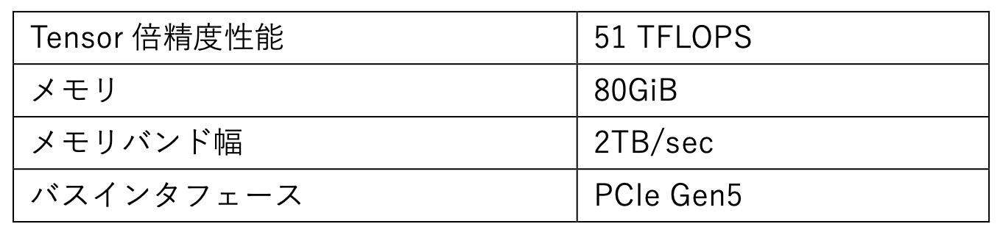 Tensor 倍精度性能 51 TFLOPS
メモリ 80GiB
メモリバンド幅 2TB/sec
バスインタフェース PCIe Gen5